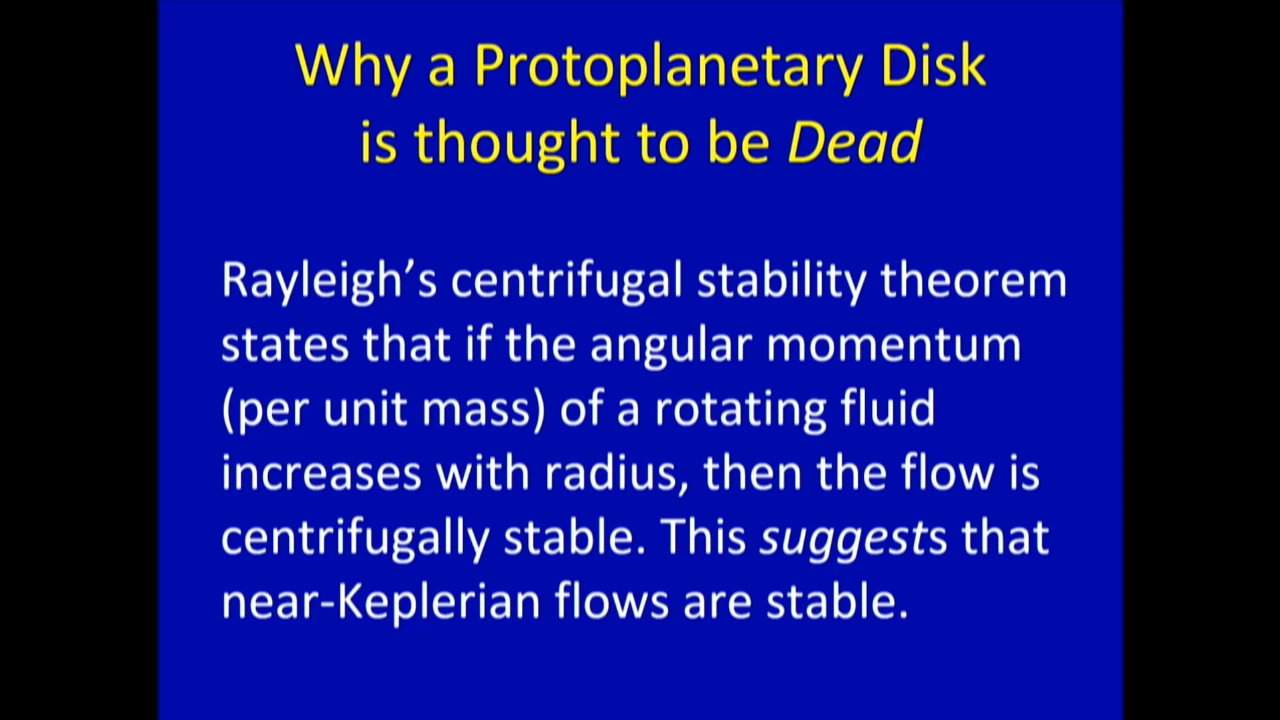 Why a Protoplanetary Disk
is thought to be Dead
Rayleigh’s centrifugal stability theorem
states that if the angular momentum
(per unit mass) of a rotating fluid
increases with radius, then the flow is
centrifugally stable. This suggests that
near-Keplerian flows are stable.